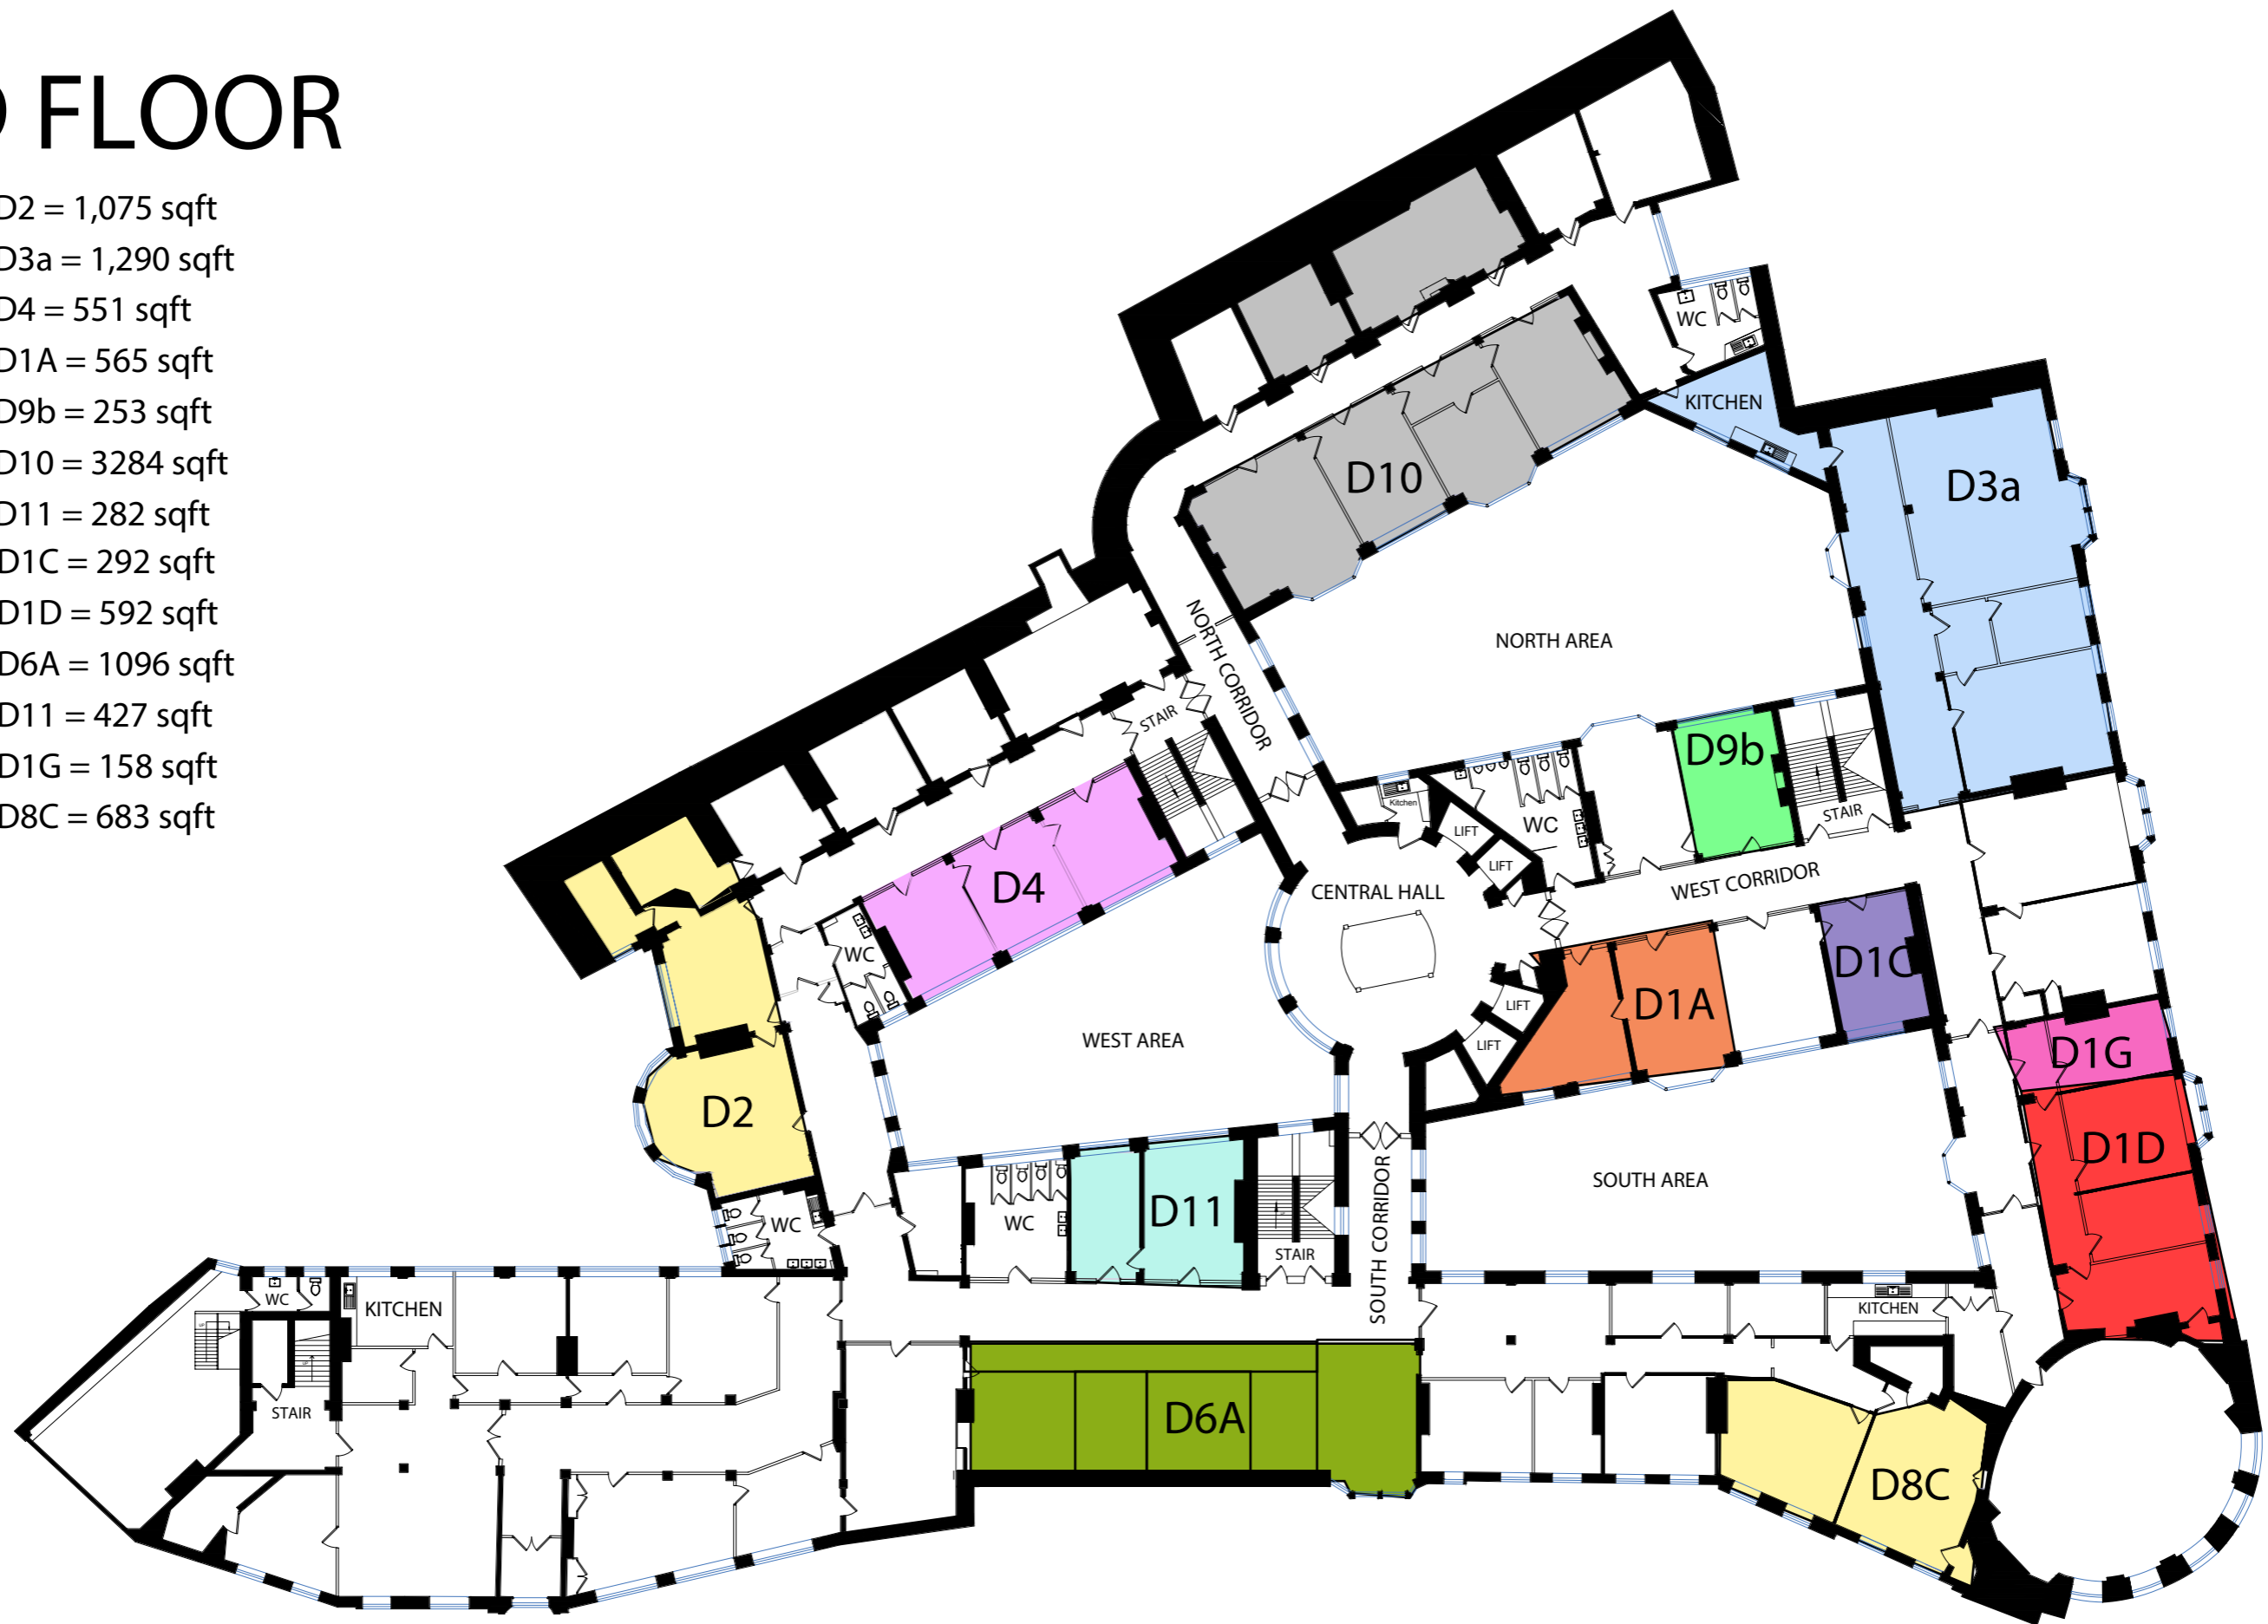 D FLOOR
D2 = 1,075 sqft
D3a = 1,290 sqft
D4 = 551 sqft
D1A = 565 sqft
D9b = 253 sqft
D10 = 3284 sqft
D11 = 282 sqft
D1C = 292 sqft
D1D = 592 sqft
D6A = 1096 sqft
D11 = 427 sqft
D1G = 158 sqft
D8C = 683 sqft
WC
KITCHEN
D10
D3a
NORTH AREA
NORTH CORRIDOR
STAIR
D9b
Kitchen
LIFT
WC
STAIR
LIFT
WEST CORRIDOR
D4
CENTRAL HALL
WC
D1C
D1A
LIFT
WEST AREA
LIFT
D1G
D2
D1D
SOUTH AREA
D11
WC
WC
SOUTH CORRIDOR
STAIR
WC
KITCHEN
KITCHEN
STAIR
D6A
D8C